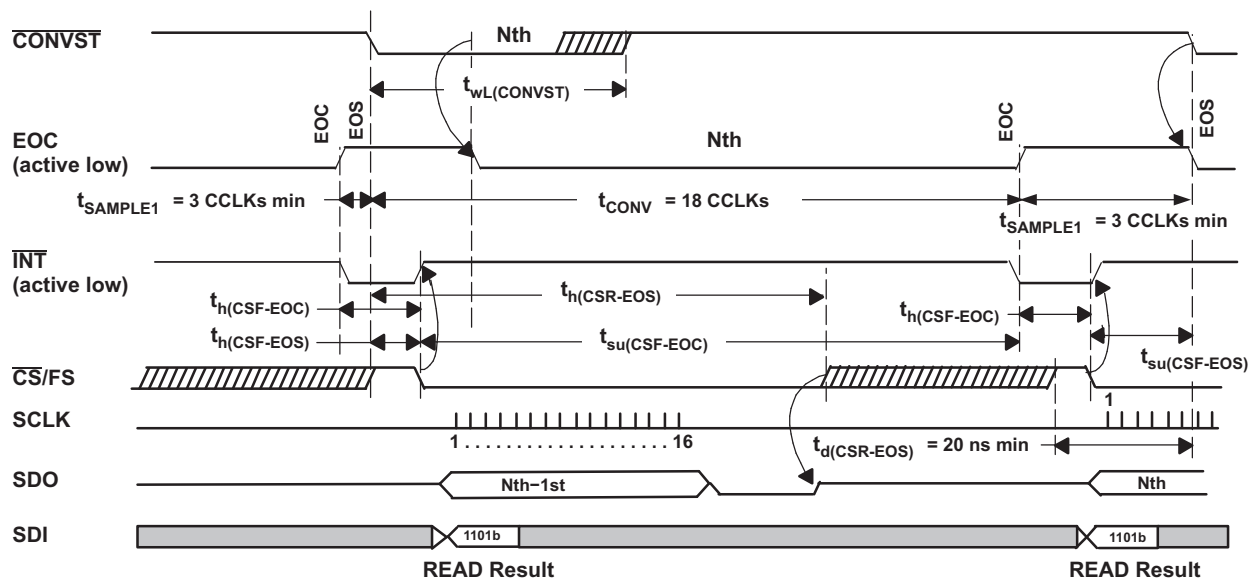 CONVST
Nth
twL(CONVST)
EOC
EOS
EOC
EOS
EOC
(active low)
Nth
tSAMPLE1 = 3 CCLKs min
tCONV = 18 CCLKs
tSAMPLE1 = 3 CCLKs min
INT
(active low)
th(CSF-EOC)
th(CSR-EOS)
th(CSF-EOC)
th(CSF-EOS)
tsu(CSF-EOC)
tsu(CSF-EOS)
CS/FS
1
SCLK
1 . . . . . . . . . . . . . . . . . . . . 16
td(CSR-EOS) = 20 ns min
SDO
Nth−1st
Nth
SDI
1101b
1101b
READ Result
READ Result